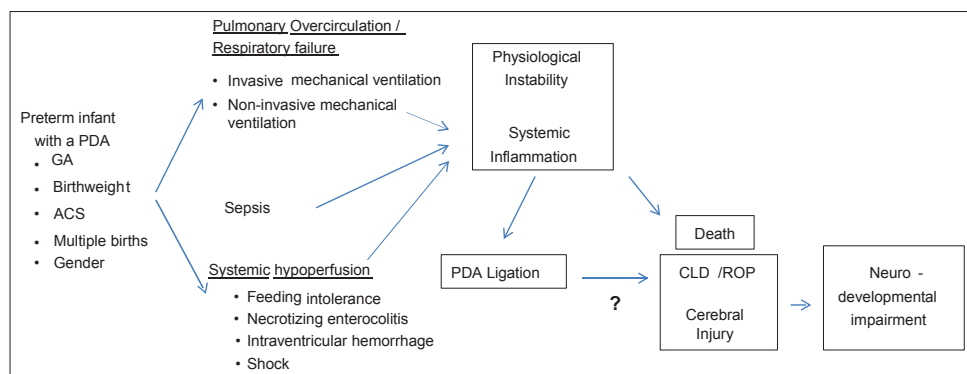 Pulmonary Overcirculation /
Respiratory failure
• Invasive mechanical ventilation
• Non-invasive mechanical
ventilation
Preterm infant
with a PDA
• GA
• Birthweight
• ACS
• Multiple births
• Gender
Sepsis
Systemic hypoperfusion
• Feeding intolerance
• Necrotizing enterocolitis
• Intraventricular hemorrhage
• Shock
Physiological
Instability
Systemic
Inflammation
PDA Ligation
?
Death
CLD /ROP
Cerebral
Injury
Neuro -
developmental
impairment